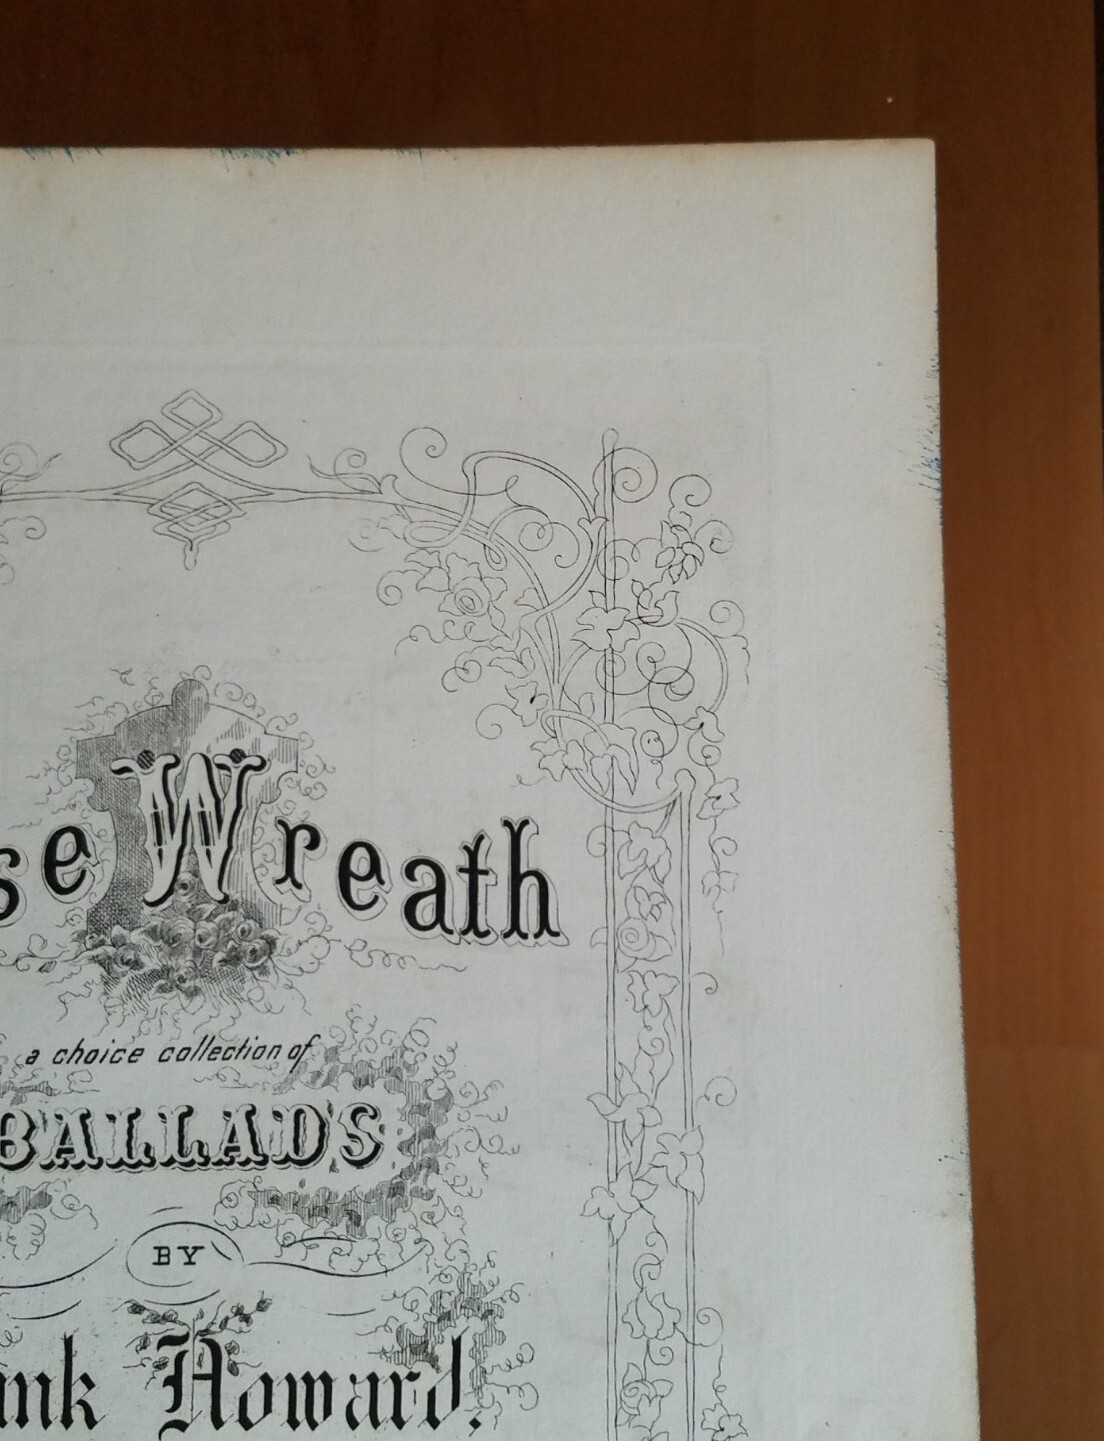 se Wreath
a choice collection of
BALLADS
BY
nk Howard.